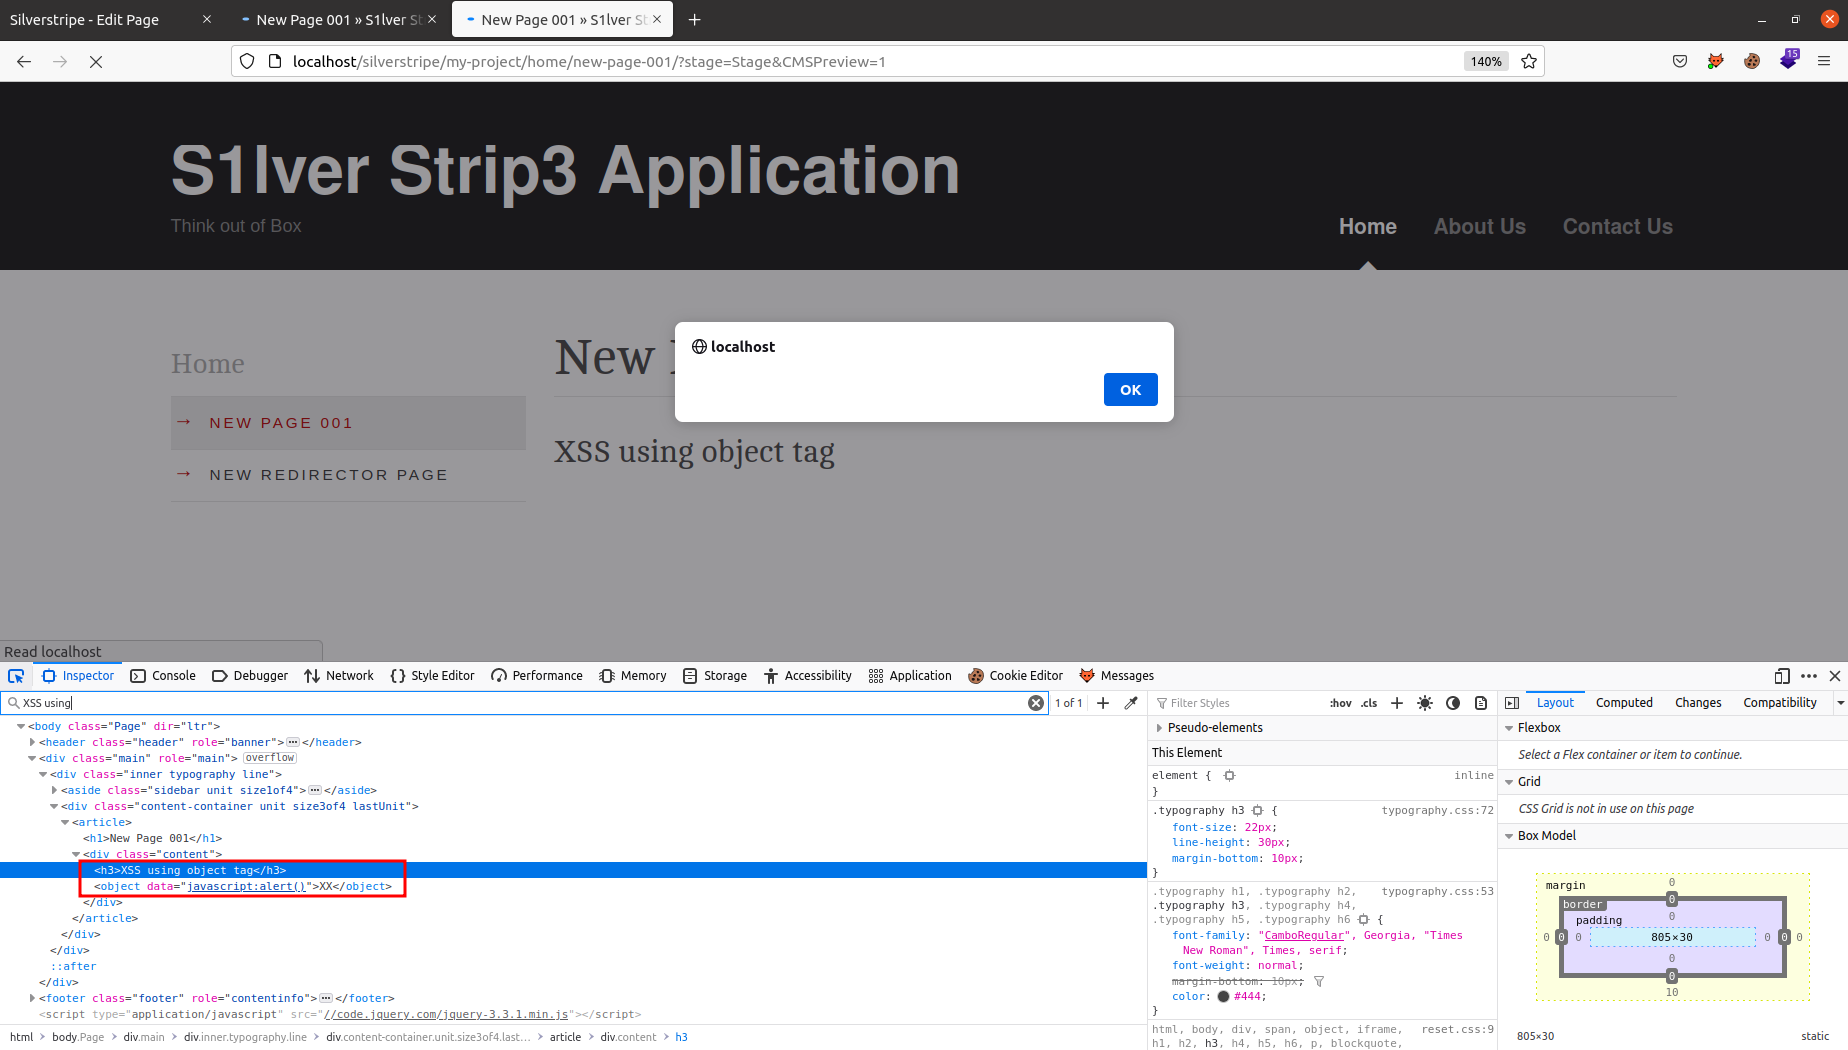 Silverstripe - Edit Page
New Page 001 » S1lver St
New Page 001 » S1lver St
localhost/silverstripe/my-project/home/new-page-001/?stage=Stage&CMSPreview=1
140%
15
S1lver Strip3 Application
Think out of Box
Home
About Us
Contact Us
localhost
OK
Home
→ NEW PAGE 001
→ NEW REDIRECTOR PAGE
New
XSS using object tag
Read localhost
Inspector
Console
Debugger
Network
Style Editor
Performance
Memory
Storage
Accessibility
Application
Cookie Editor
Messages
XSS using
1 of 1
<body class="Page" dir="ltr">
<header class="header" role="banner"> ⋯ </header>
<div class="main" role="main"> overflow
<div class="inner typography line">
<aside class="sidebar unit size1of4"> ⋯ </aside>
<div class="content-container unit size3of4 lastUnit">
<article>
<h1>New Page 001</h1>
<div class="content">
<h3>XSS using object tag</h3>
<object data="javascript:alert()">XX</object>
</div>
</article>
</div>
</div>
::after
</div>
<footer class="footer" role="contentinfo"> ⋯ </footer>
<script type="application/javascript" src="//code.jquery.com/jquery-3.3.1.min.js"></script>
html > body.Page > div.main > div.inner.typography.line > div.content-container.unit.size3of4.last… > article > div.content > h3
Filter Styles
:hov .cls
Pseudo-elements
This Element
element { inline
}
.typography h3 { typography.css:72
font-size: 22px;
line-height: 30px;
margin-bottom: 10px;
}
.typography h1, .typography h2, typography.css:53
.typography h3, .typography h4,
.typography h5, .typography h6 {
font-family: "CamboRegular", Georgia, "Times
New Roman", Times, serif;
font-weight: normal;
margin-bottom: 10px;
color: #444;
}
html, body, div, span, object, iframe, reset.css:9
h1, h2, h3, h4, h5, h6, p, blockquote,
Layout
Computed
Changes
Compatibility
Flexbox
Select a Flex container or item to continue.
Grid
CSS Grid is not in use on this page
Box Model
margin 0
border 0
padding 0
0 0 0 805×30 0 0 0
0
0
10
805×30 static